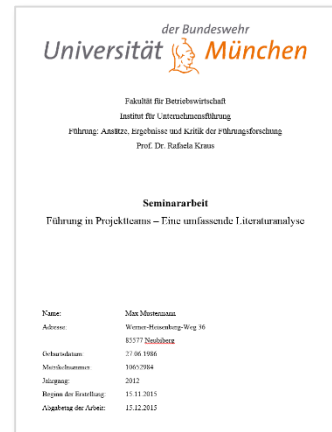 der Bundeswehr
Universität München
Fakultät für Betriebswirtschaft
Institut für Unternehmensführung
Führung: Ansätze, Ergebnisse und Kritik der Führungsforschung
Prof. Dr. Rafaela Kraus
Seminararbeit
Führung in Projektteams – Eine umfassende Literaturanalyse
Name: Max Mustermann
Adresse: Werner-Heisenberg-Weg 36
85577 Neubiberg
Geburtsdatum: 27.06.1986
Matrikelnummer: 10652984
Jahrgang: 2012
Beginn der Erstellung: 15.11.2015
Abgabetag der Arbeit: 15.12.2015